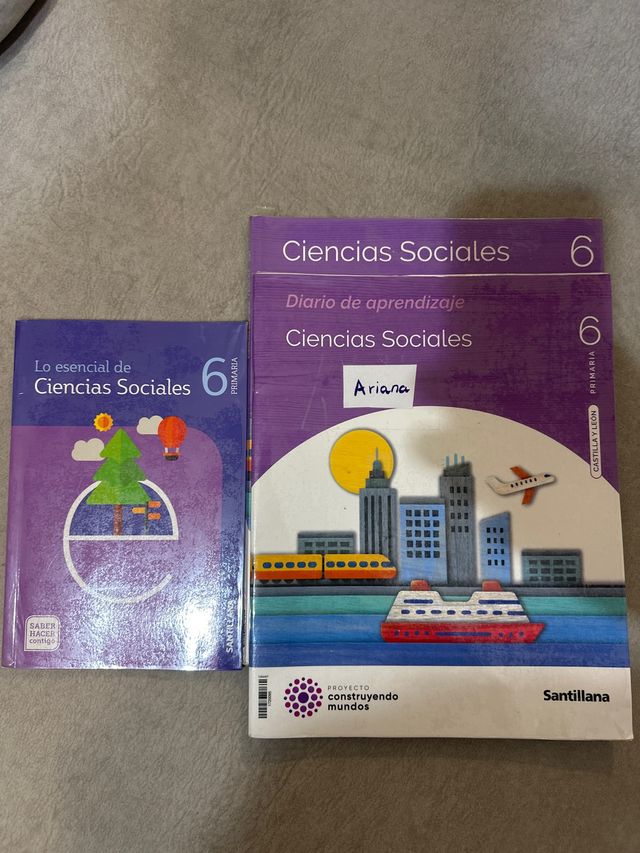 Lo esencial de
Ciencias Sociales
6
PRIMARIA
SABER
HACER
contigo
SANTILLANA
Ciencias Sociales 6
Diario de aprendizaje
Ciencias Sociales
6
PRIMARIA
CASTILLA Y LEÓN
Ariana
PROYECTO
construyendo
mundos
Santillana